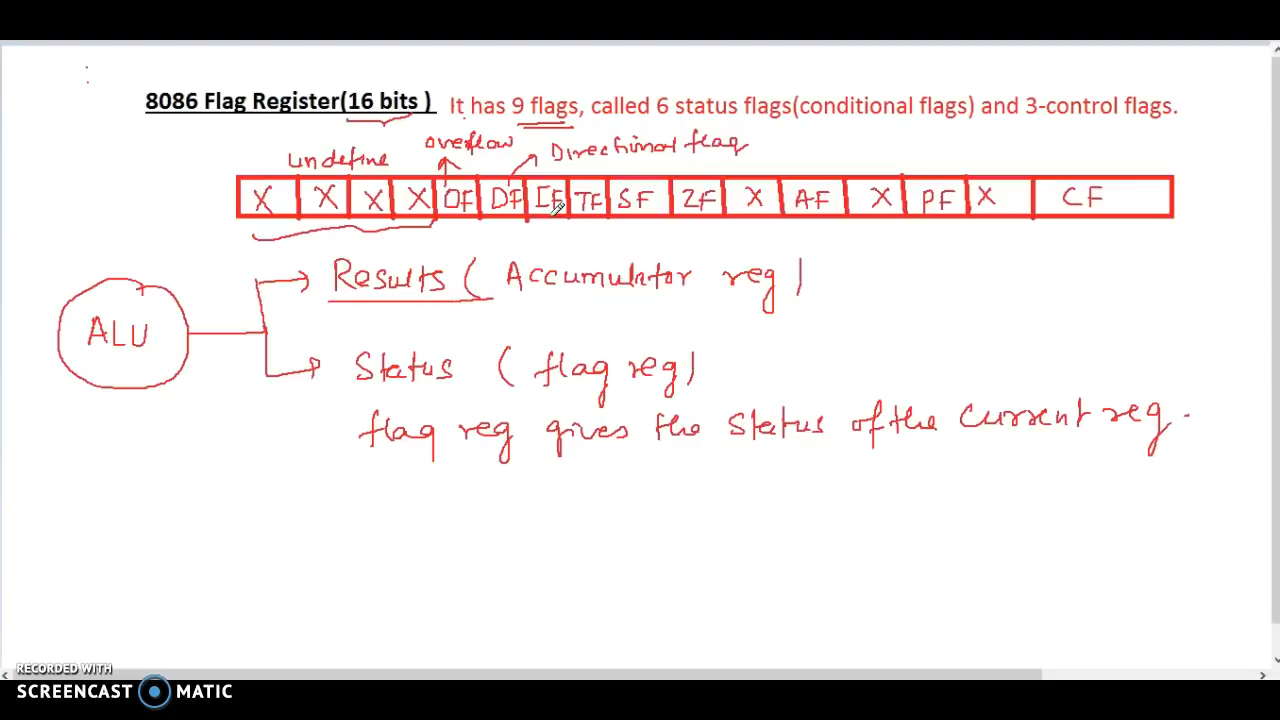 8086 Flag Register(16 bits ) It has 9 flags, called 6 status flags(conditional flags) and 3-control flags.
undefine overflow Directional flag
X X X X OF DF IF TF SF ZF X AF X PF X CF
Results ( Accumulator reg )
ALU
Status ( flag reg)
flag reg gives the status of the current reg.
RECORDED WITH
SCREENCAST MATIC